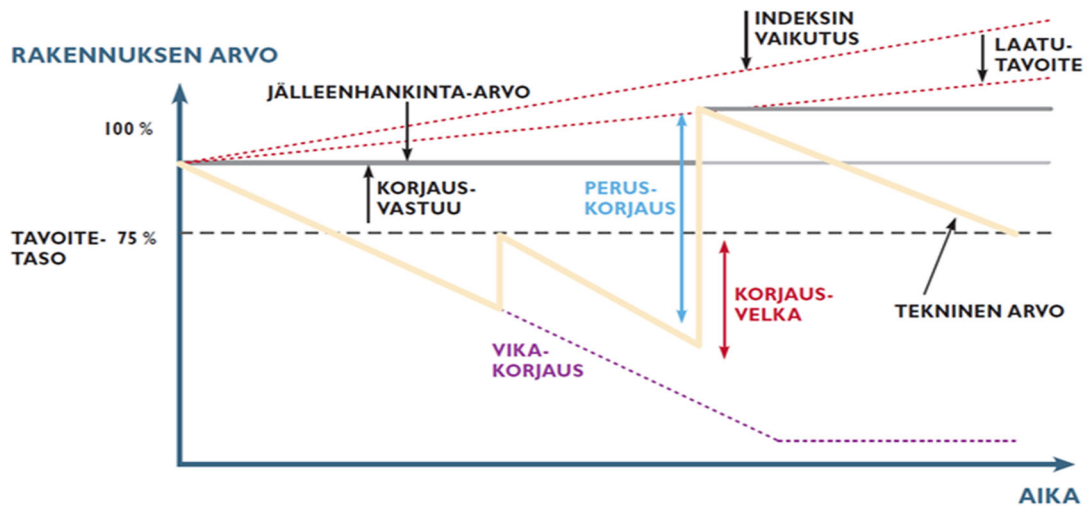 INDEKSIN
VAIKUTUS
LAATU-
TAVOITE
RAKENNUKSEN ARVO
JÄLLEENHANKINTA-ARVO
100 %
KORJAUS-
VASTUU
PERUS-
KORJAUS
TAVOITE- 75 %
TASO
KORJAUS-
VELKA
TEKNINEN ARVO
VIKA-
KORJAUS
AIKA